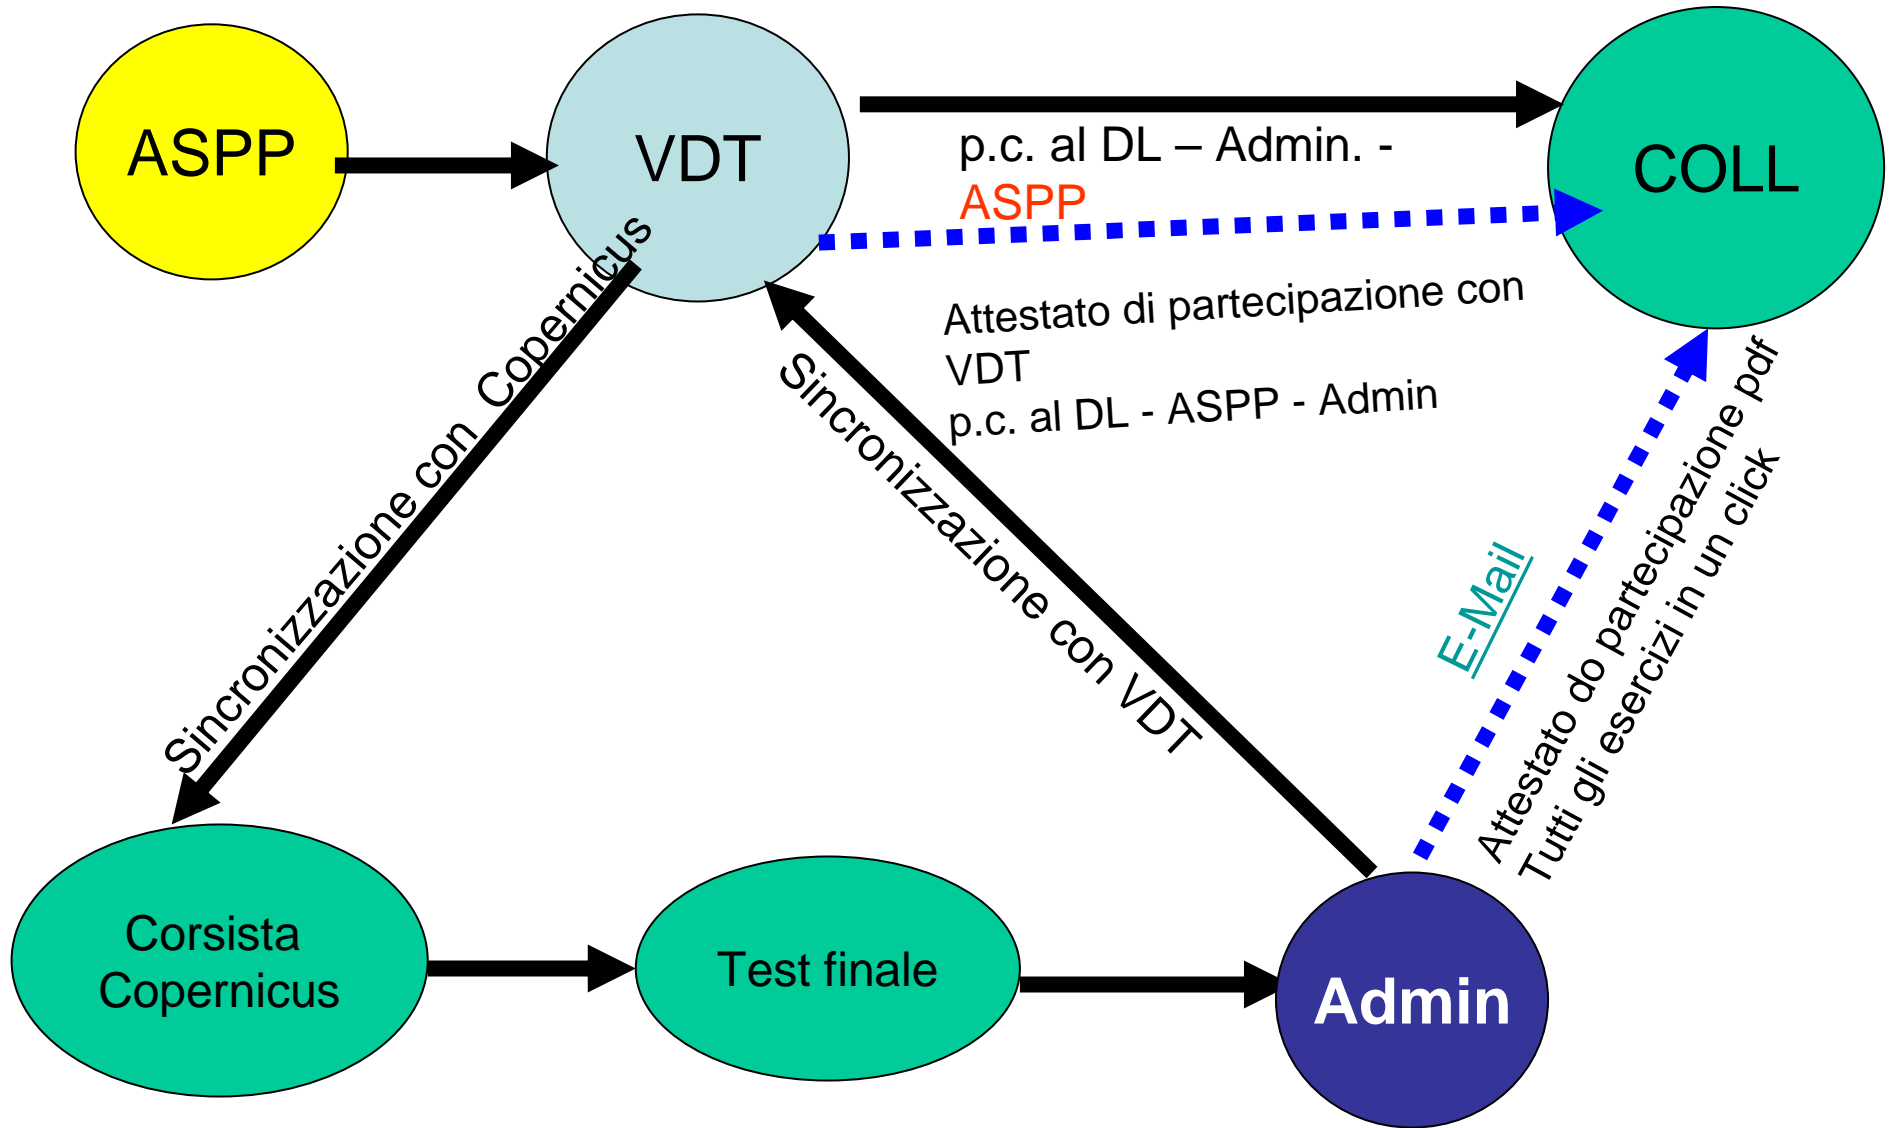 ASPP
VDT
COLL
p.c. al DL – Admin. -
ASPP
Attestato di partecipazione con
VDT
p.c. al DL - ASPP - Admin
Sincronizzazione con  Copernicus
Sincronizzazione con VDT
E-Mail
Attestato do partecipazione pdf
Tutti gli esercizi in un click
Corsista
Copernicus
Test finale
Admin